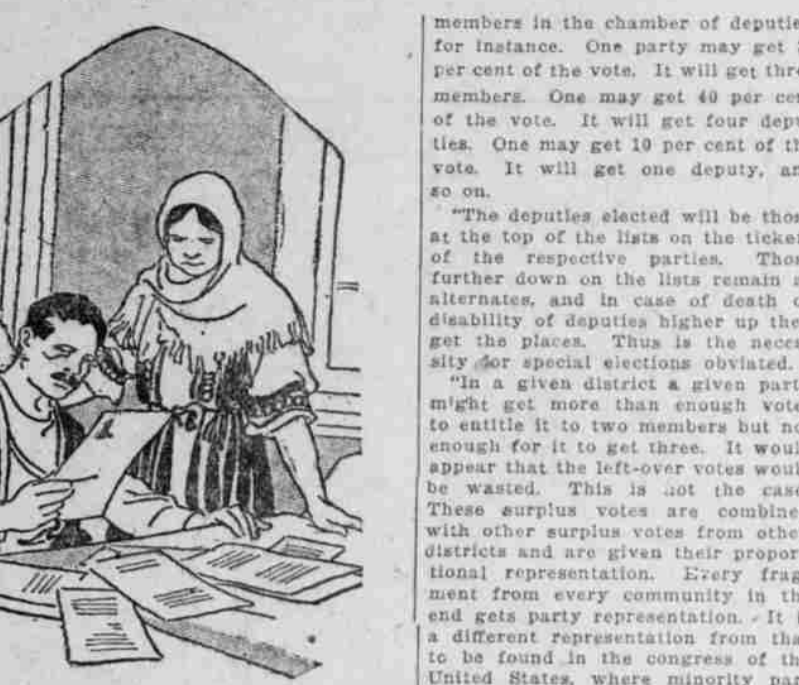 members in the chamber of deputie
for instance. One party may get
per cent of the vote. It will get thre
members. One may get 40 per cen
of the vote. It will get four depu
ties. One may get 10 per cent of th
vote. It will get one deputy, an
so on.
"The deputies elected will be thos
at the top of the lists on the ticke
of the respective parties. Thos
further down on the lists remain a
alternates, and in case of death o
disability of deputies higher up the
get the places. Thus is the neces
sity for special elections obviated.
"In a given district a given part
might get more than enough vote
to entitle it to two members but no
enough for it to get three. It woul
appear that the left-over votes woul
be wasted. This is not the case
These surplus votes are combine
with other surplus votes from othe
districts and are given their propor
tional representation. Every frag
ment from every community in th
end gets party representation. It i
a different representation from tha
to be found in the congress of th
United States, where minority par